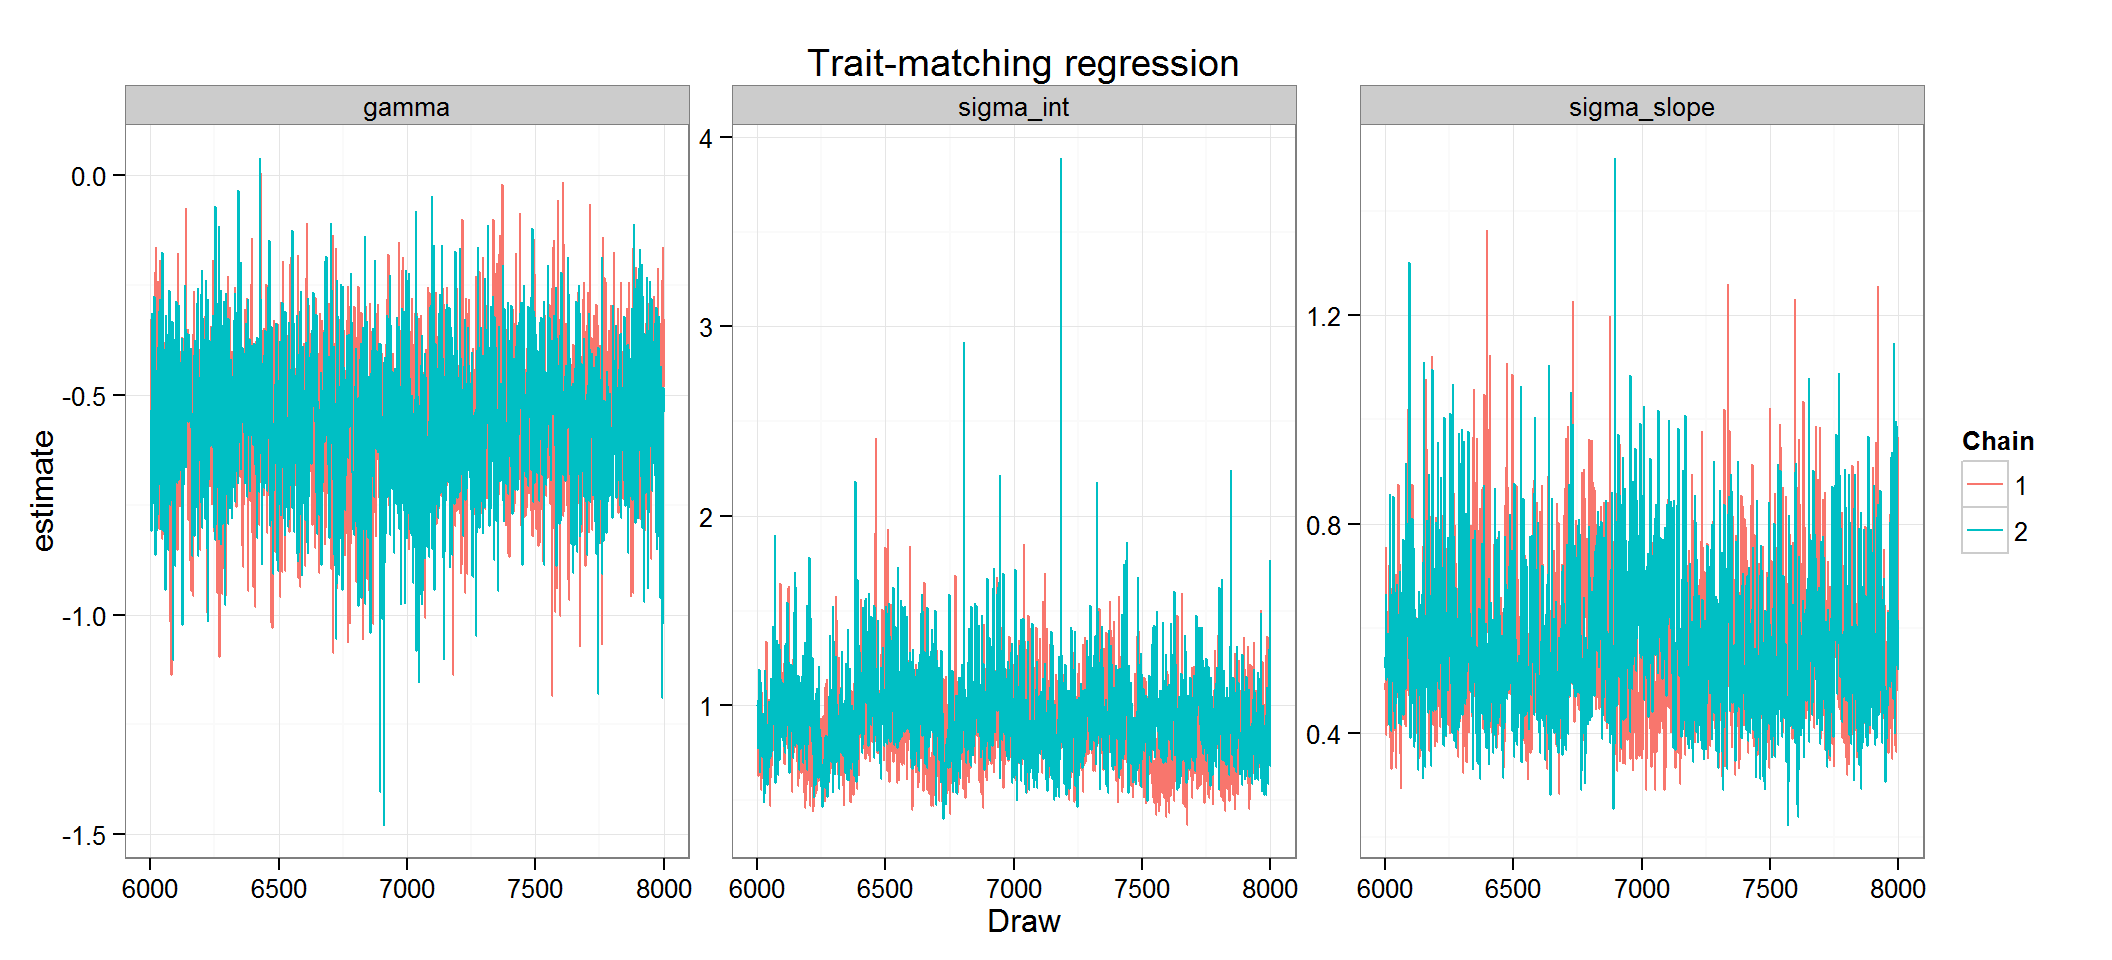 Trait-matching regression
gamma
sigma_int
sigma_slope
estimate
0.0
-0.5
-1.0
-1.5
4
3
2
1
1.2
0.8
0.4
6000 6500 7000 7500 8000
6000 6500 7000 7500 8000
6000 6500 7000 7500 8000
Draw
Chain
1
2